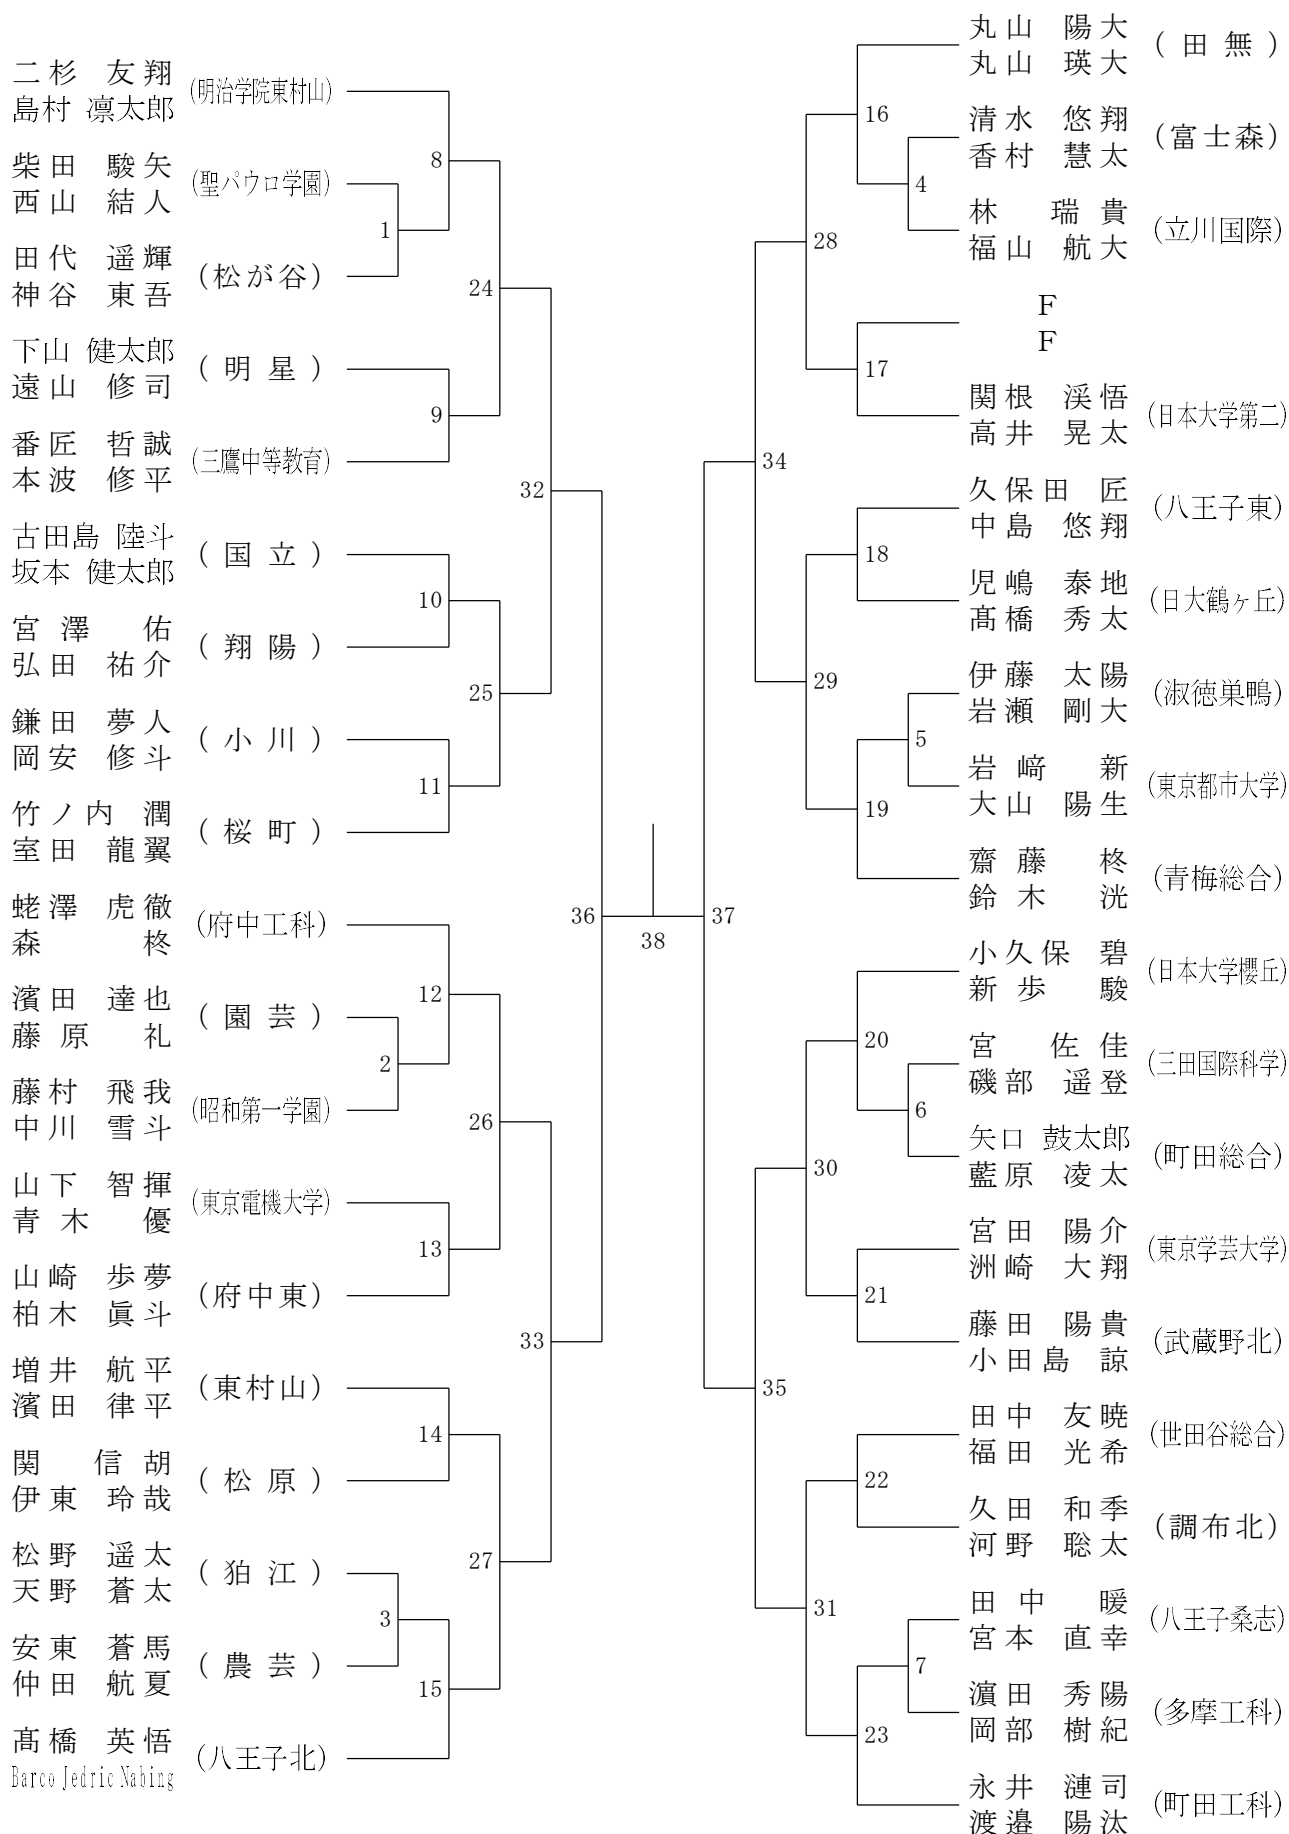 二杉 友翔
島村 凛太郎
(明治学院東村山)
柴田 駿矢
西山 結人
(聖パウロ学園)
田代 遥輝
神谷 東吾
(松が谷)
下山 健太郎
遠山 修司
(明星)
番匠 哲誠
本波 修平
(三鷹中等教育)
古田島 陸斗
坂本 健太郎
(国立)
宮澤 佑
弘田 祐介
(翔陽)
鎌田 夢人
岡安 修斗
(小川)
竹ノ内 潤
室田 龍翼
(桜町)
蛯澤 虎徹
森 柊
(府中工科)
濱田 達也
藤原 礼
(園芸)
藤村 飛我
中川 雪斗
(昭和第一学園)
山下 智揮
青木 優
(東京電機大学)
山崎 歩夢
柏木 眞斗
(府中東)
増井 航平
濱田 律平
(東村山)
関 信胡
伊東 玲哉
(松原)
松野 遥太
天野 蒼太
(狛江)
安東 蒼馬
仲田 航夏
(農芸)
髙橋 英悟
Barco Jedric Nabing
(八王子北)
8
1
24
9
32
10
25
11
36
12
2
26
13
33
14
27
3
15
38
37
16
4
28
17
34
18
29
5
19
20
6
30
21
35
22
31
7
23
丸山 陽大
丸山 瑛大
(田無)
清水 悠翔
香村 慧太
(富士森)
林 瑞貴
福山 航大
(立川国際)
F
F
関根 渓悟
高井 晃太
(日本大学第二)
久保田 匠
中島 悠翔
(八王子東)
児嶋 泰地
髙橋 秀太
(日大鶴ヶ丘)
伊藤 太陽
岩瀬 剛大
(淑徳巣鴨)
岩﨑 新
大山 陽生
(東京都市大学)
齋藤 柊
鈴木 洸
(青梅総合)
小久保 碧
新歩 駿
(日本大学櫻丘)
宮 佐佳
磯部 遥登
(三田国際科学)
矢口 鼓太郎
藍原 凌太
(町田総合)
宮田 陽介
洲崎 大翔
(東京学芸大学)
藤田 陽貴
小田島 諒
(武蔵野北)
田中 友暁
福田 光希
(世田谷総合)
久田 和季
河野 聡太
(調布北)
田中 暖
宮本 直幸
(八王子桑志)
濵田 秀陽
岡部 樹紀
(多摩工科)
永井 漣司
渡邉 陽汰
(町田工科)